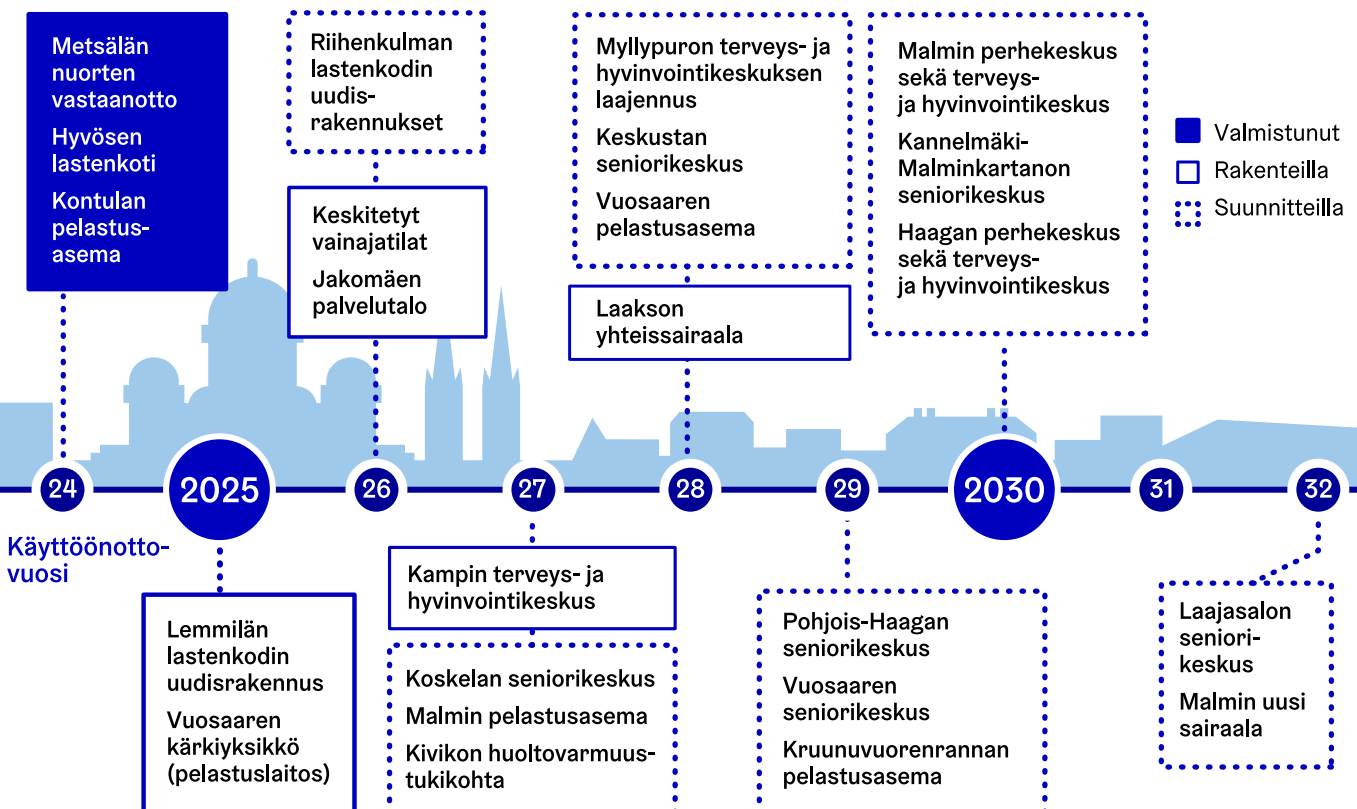 Metsälän
nuorten
vastaanotto
Hyvösen
lastenkoti
Kontulan
pelastus-
asema
Riihenkulman
lastenkodin
uudis-
rakennukset
Keskitetyt
vainajatilat
Jakomäen
palvelutalo
Myllypuron terveys- ja
hyvinvointikeskuksen
laajennus
Keskustan
seniorikeskus
Vuosaaren
pelastusasema
Laakson
yhteissairaala
Malmin perhekeskus
sekä terveys-
ja hyvinvointikeskus
Kannelmäki-
Malminkartanon
seniorikeskus
Haagan perhekeskus
sekä terveys-
ja hyvinvointikeskus
Valmistunut
Rakenteilla
Suunnitteilla
24
2025
26
27
28
29
2030
31
32
Käyttöönotto-
vuosi
Lemmilän
lastenkodin
uudisrakennus
Vuosaaren
kärkiyksikkö
(pelastuslaitos)
Kampin terveys- ja
hyvinvointikeskus
Koskelan seniorikeskus
Malmin pelastusasema
Kivikon huoltovarmuus-
tukikohta
Pohjois-Haagan
seniorikeskus
Vuosaaren
seniorikeskus
Kruunuvuorenrannan
pelastusasema
Laajasalon
seniori-
keskus
Malmin uusi
sairaala